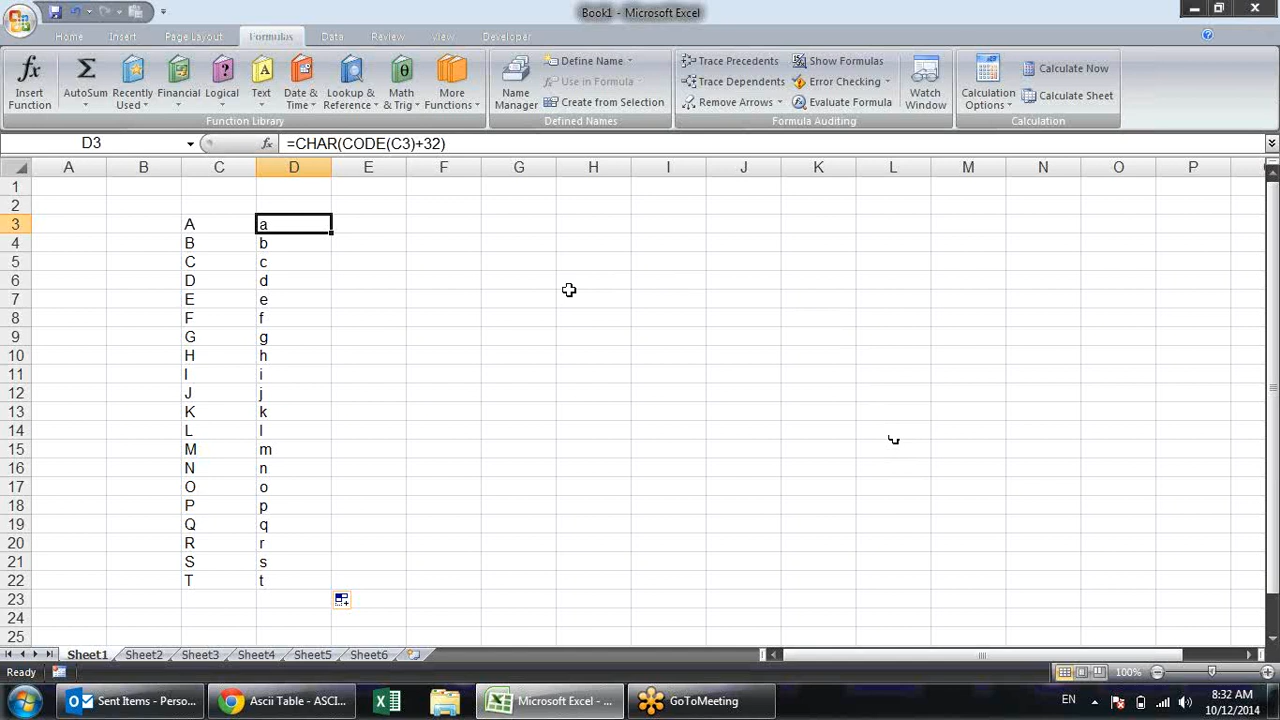 Book1 - Microsoft Excel
Home Insert Page Layout Formulas Data Review View Developer
Insert Function AutoSum Recently Used Financial Logical Text Date & Time Lookup & Reference Math & Trig More Functions
Function Library
Name Manager Define Name Use in Formula Create from Selection
Defined Names
Trace Precedents Trace Dependents Remove Arrows Show Formulas Error Checking Evaluate Formula Watch Window
Formula Auditing
Calculation Options Calculate Now Calculate Sheet
Calculation
D3 fx =CHAR(CODE(C3)+32)
A B C D E F G H I J K L M N O P
1
2
3 A a
4 B b
5 C c
6 D d
7 E e
8 F f
9 G g
10 H h
11 I i
12 J j
13 K k
14 L l
15 M m
16 N n
17 O o
18 P p
19 Q q
20 R r
21 S s
22 T t
23
24
25
Sheet1 Sheet2 Sheet3 Sheet4 Sheet5 Sheet6
Ready 100%
Sent Items - Perso... Ascii Table - ASCI... Microsoft Excel - ... GoToMeeting EN 8:32 AM
10/12/2014